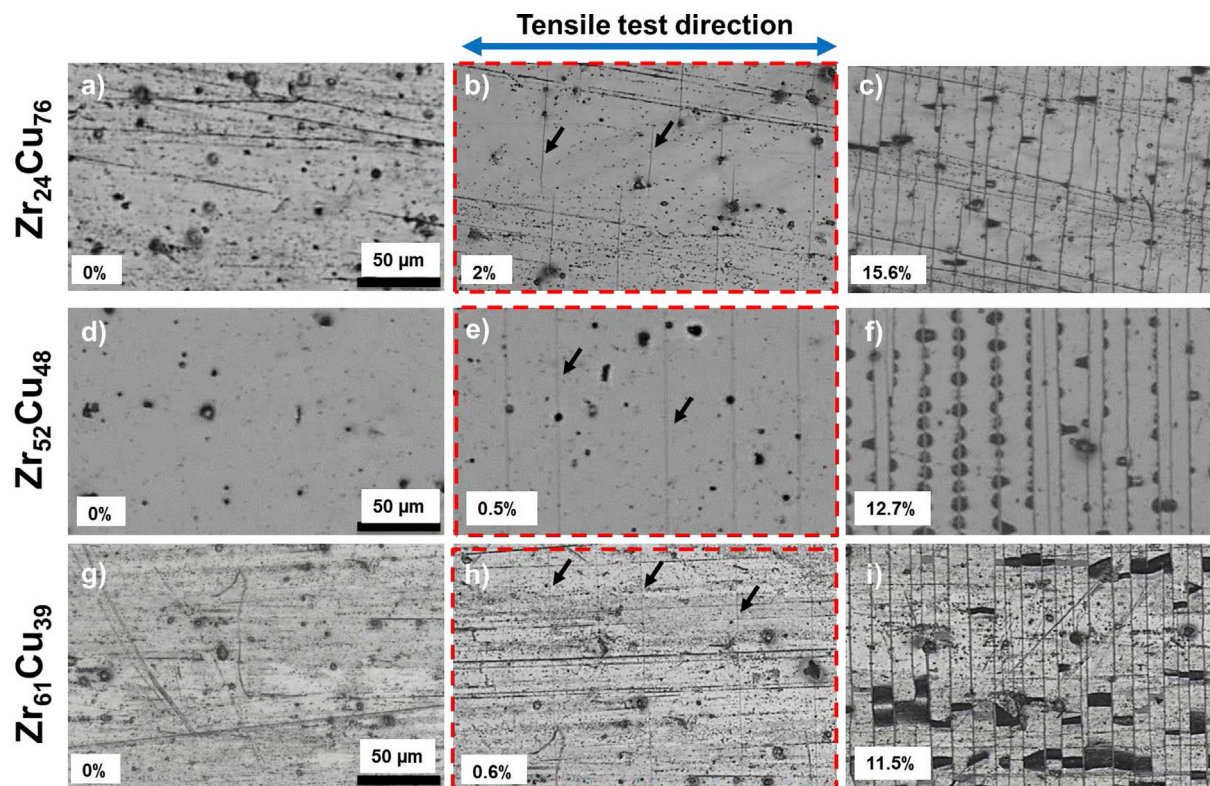 Tensile test direction
Zr24Cu76
a)
0%
50 µm
b)
2%
c)
15.6%
Zr52Cu48
d)
0%
50 µm
e)
0.5%
f)
12.7%
Zr61Cu39
g)
0%
50 µm
h)
0.6%
i)
11.5%